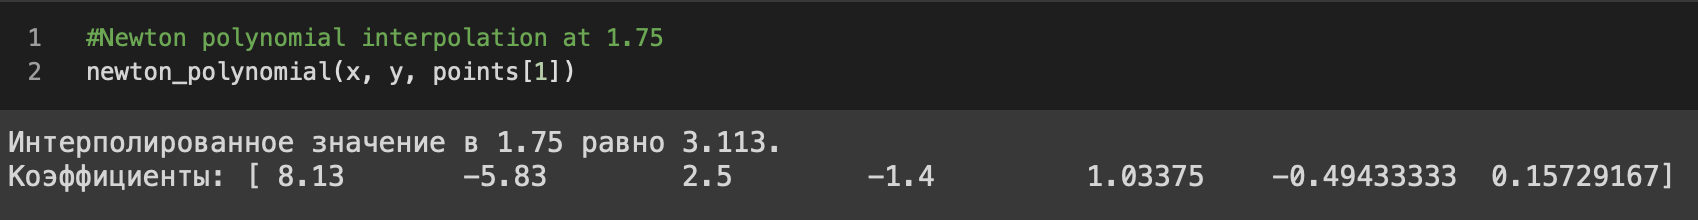 1 #Newton polynomial interpolation at 1.75
2 newton_polynomial(x, y, points[1])
Интерполированное значение в 1.75 равно 3.113.
Коэффициенты: [ 8.13 -5.83 2.5 -1.4 1.03375 -0.49433333 0.15729167]